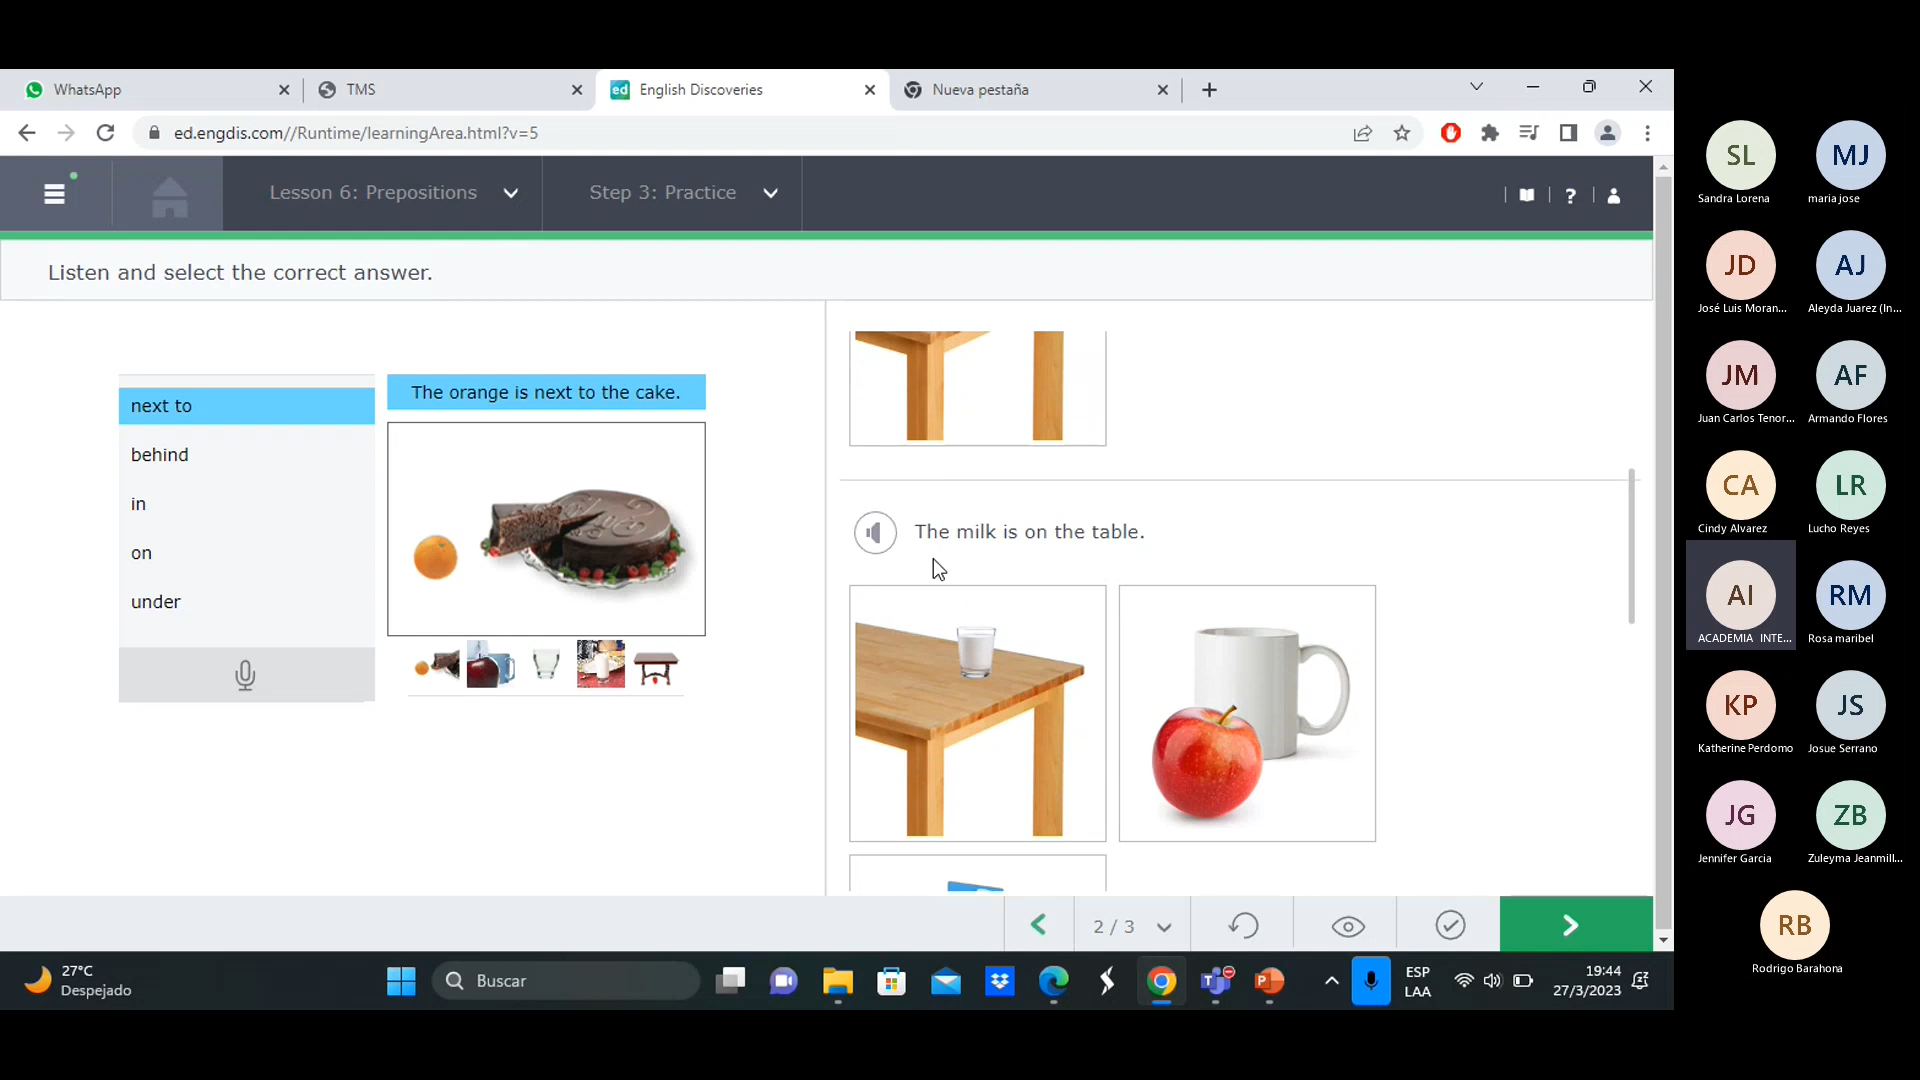 WhatsApp
TMS
ed English Discoveries
Nueva pestaña
ed.engdis.com//Runtime/learningArea.html?v=5
Lesson 6: Prepositions
Step 3: Practice
?
Listen and select the correct answer.
next to
behind
in
on
under
The orange is next to the cake.
The milk is on the table.
2 / 3
27°C
Despejado
Buscar
ESP
LAA
19:44
27/3/2023
SL
Sandra Lorena
MJ
maria jose
JD
José Luis Moran...
AJ
Aleyda Juarez (In...
JM
Juan Carlos Tenor...
AF
Armando Flores
CA
Cindy Alvarez
LR
Lucho Reyes
AI
ACADEMIA INTE...
RM
Rosa maribel
KP
Katherine Perdomo
JS
Josue Serrano
JG
Jennifer Garcia
ZB
Zuleyma Jeanmill...
RB
Rodrigo Barahona